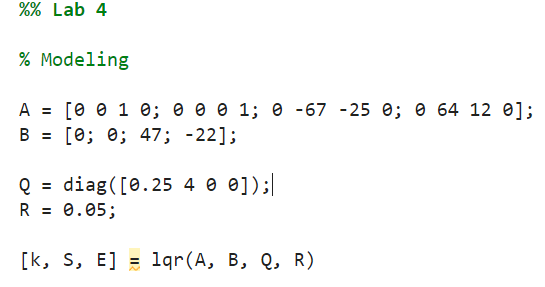 %% Lab 4
% Modeling
A = [0 0 1 0; 0 0 0 1; 0 -67 -25 0; 0 64 12 0];
B = [0; 0; 47; -22];
Q = diag([0.25 4 0 0]);
R = 0.05;
[k, S, E] = lqr(A, B, Q, R)